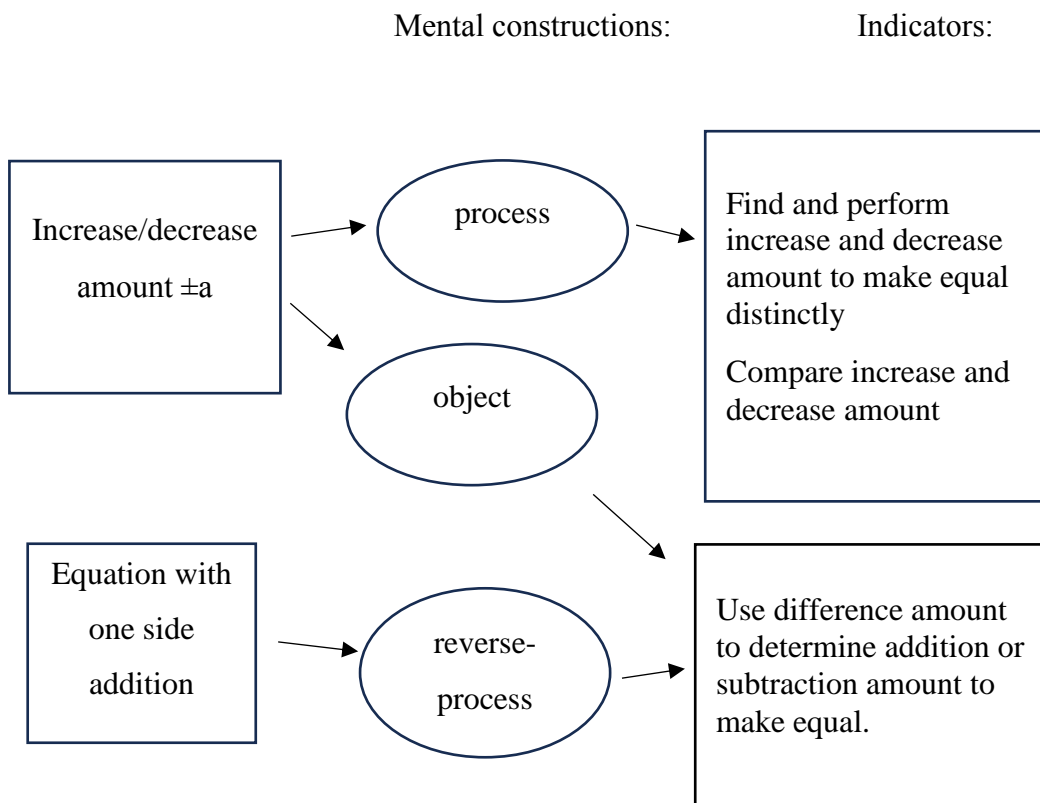 Mental constructions:
Indicators:
Increase/decrease
amount ±a
process
object
Find and perform
increase and decrease
amount to make equal
distinctly
Compare increase and
decrease amount
Equation with
one side
addition
reverse-
process
Use difference amount
to determine addition or
subtraction amount to
make equal.